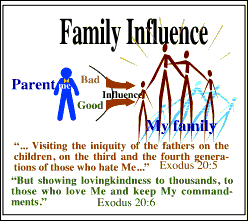 Family Influence
Parent
me
Bad
Influence
Good
My family
“... Visiting the iniquity of the fathers on the
children, on the third and the fourth genera-
tions of those who hate Me...” Exodus 20:5
“But showing lovingkindness to thousands, to
those who love Me and keep My command-
ments.” Exodus 20:6